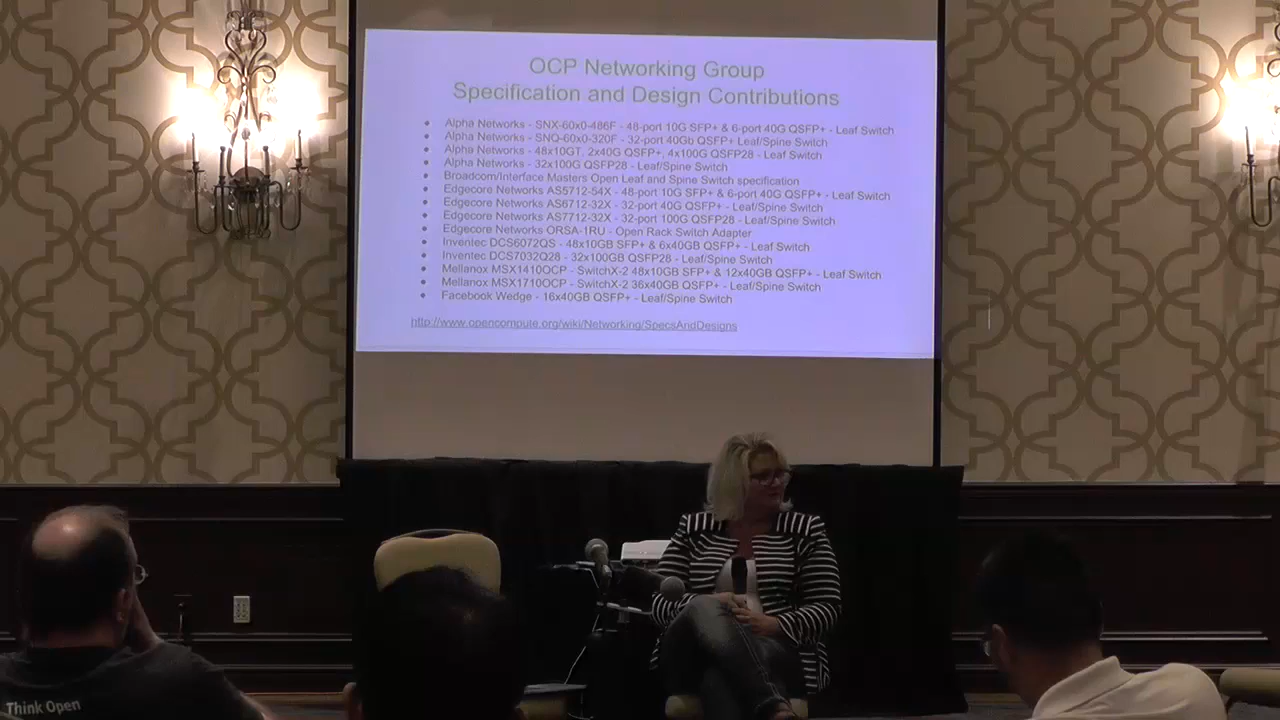 OCP Networking Group
Specification and Design Contributions
Alpha Networks - SNX-60x0-486F - 48-port 10G SFP+ & 6-port 40G QSFP+ - Leaf Switch
Alpha Networks - SNQ-60x0-320F - 32-port 40Gb QSFP+ Leaf/Spine Switch
Alpha Networks - 48x10GT, 2x40G QSFP+, 4x100G QSFP28 - Leaf Switch
Alpha Networks - 32x100G QSFP28 - Leaf/Spine Switch
Broadcom/Interface Masters Open Leaf and Spine Switch specification
Edgecore Networks AS5712-54X - 48-port 10G SFP+ & 6-port 40G QSFP+ - Leaf Switch
Edgecore Networks AS6712-32X - 32-port 40G QSFP+ - Leaf/Spine Switch
Edgecore Networks AS7712-32X - 32-port 100G QSFP28 - Leaf/Spine Switch
Edgecore Networks ORSA-1RU - Open Rack Switch Adapter
Inventec DCS6072QS - 48x10GB SFP+ & 6x40GB QSFP+ - Leaf Switch
Inventec DCS7032Q28 - 32x100GB QSFP28 - Leaf/Spine Switch
Mellanox MSX1410OCP - SwitchX-2 48x10GB SFP+ & 12x40GB QSFP+ - Leaf Switch
Mellanox MSX1710OCP - SwitchX-2 36x40GB QSFP+ - Leaf/Spine Switch
Facebook Wedge - 16x40GB QSFP+ - Leaf/Spine Switch
http://www.opencompute.org/wiki/Networking/SpecsAndDesigns
Think Open